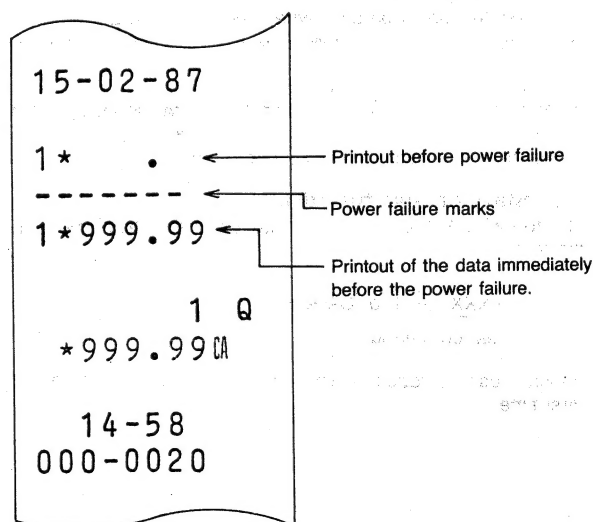 15-02-87
1* . Printout before power failure
------- Power failure marks
1*999.99 Printout of the data immediately
before the power failure.
1 Q
*999.99CA
14-58
000-0020